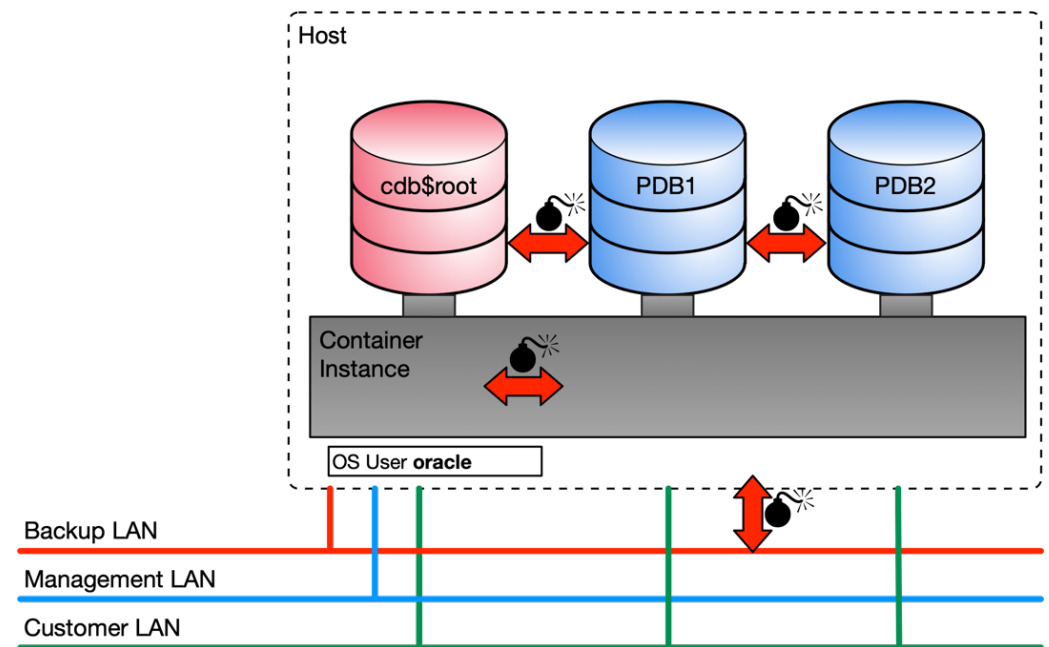 Host
cdb$root
PDB1
PDB2
Container
Instance
OS User oracle
Backup LAN
Management LAN
Customer LAN